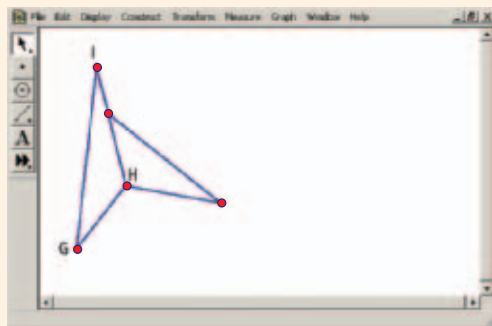 File Edit Display Construct Transform Measure Graph Window Help
I
H
G
A